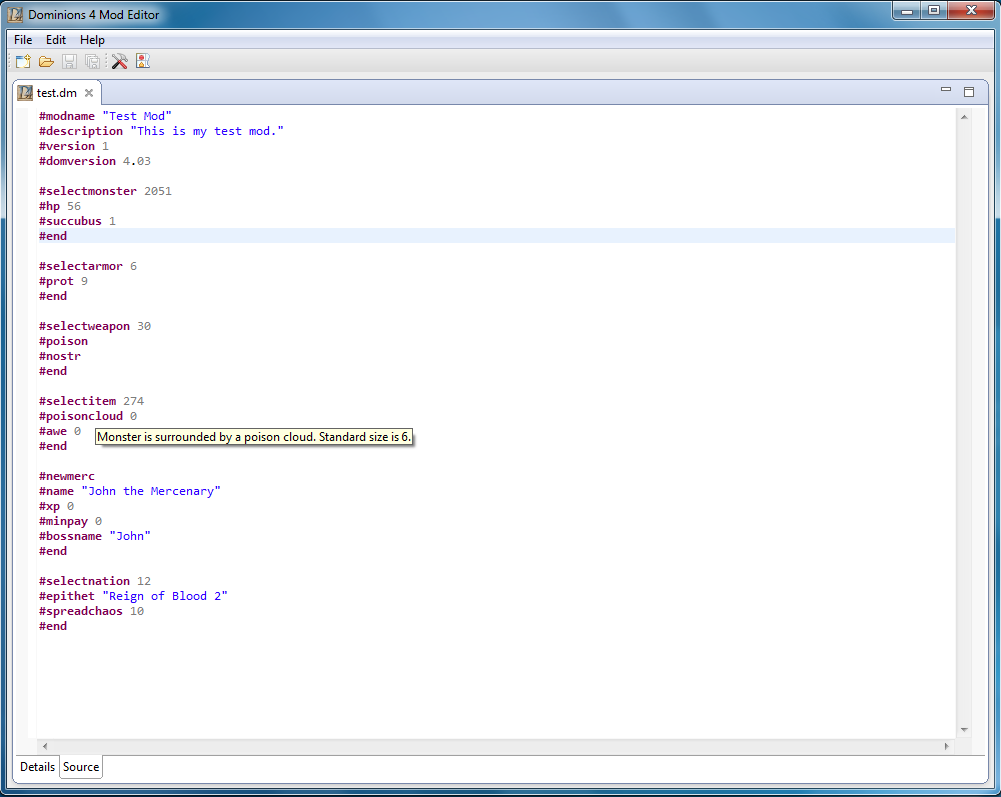 Dominions 4 Mod Editor
File Edit Help
test.dm
#modname "Test Mod"
#description "This is my test mod."
#version 1
#domversion 4.03
#selectmonster 2051
#hp 56
#succubus 1
#end
#selectarmor 6
#prot 9
#end
#selectweapon 30
#poison
#nostr
#end
#selectitem 274
#poisoncloud 0
#awe 0
Monster is surrounded by a poison cloud. Standard size is 6.
#end
#newmerc
#name "John the Mercenary"
#xp 0
#minpay 0
#bossname "John"
#end
#selectnation 12
#epithet "Reign of Blood 2"
#spreadchaos 10
#end
Details Source